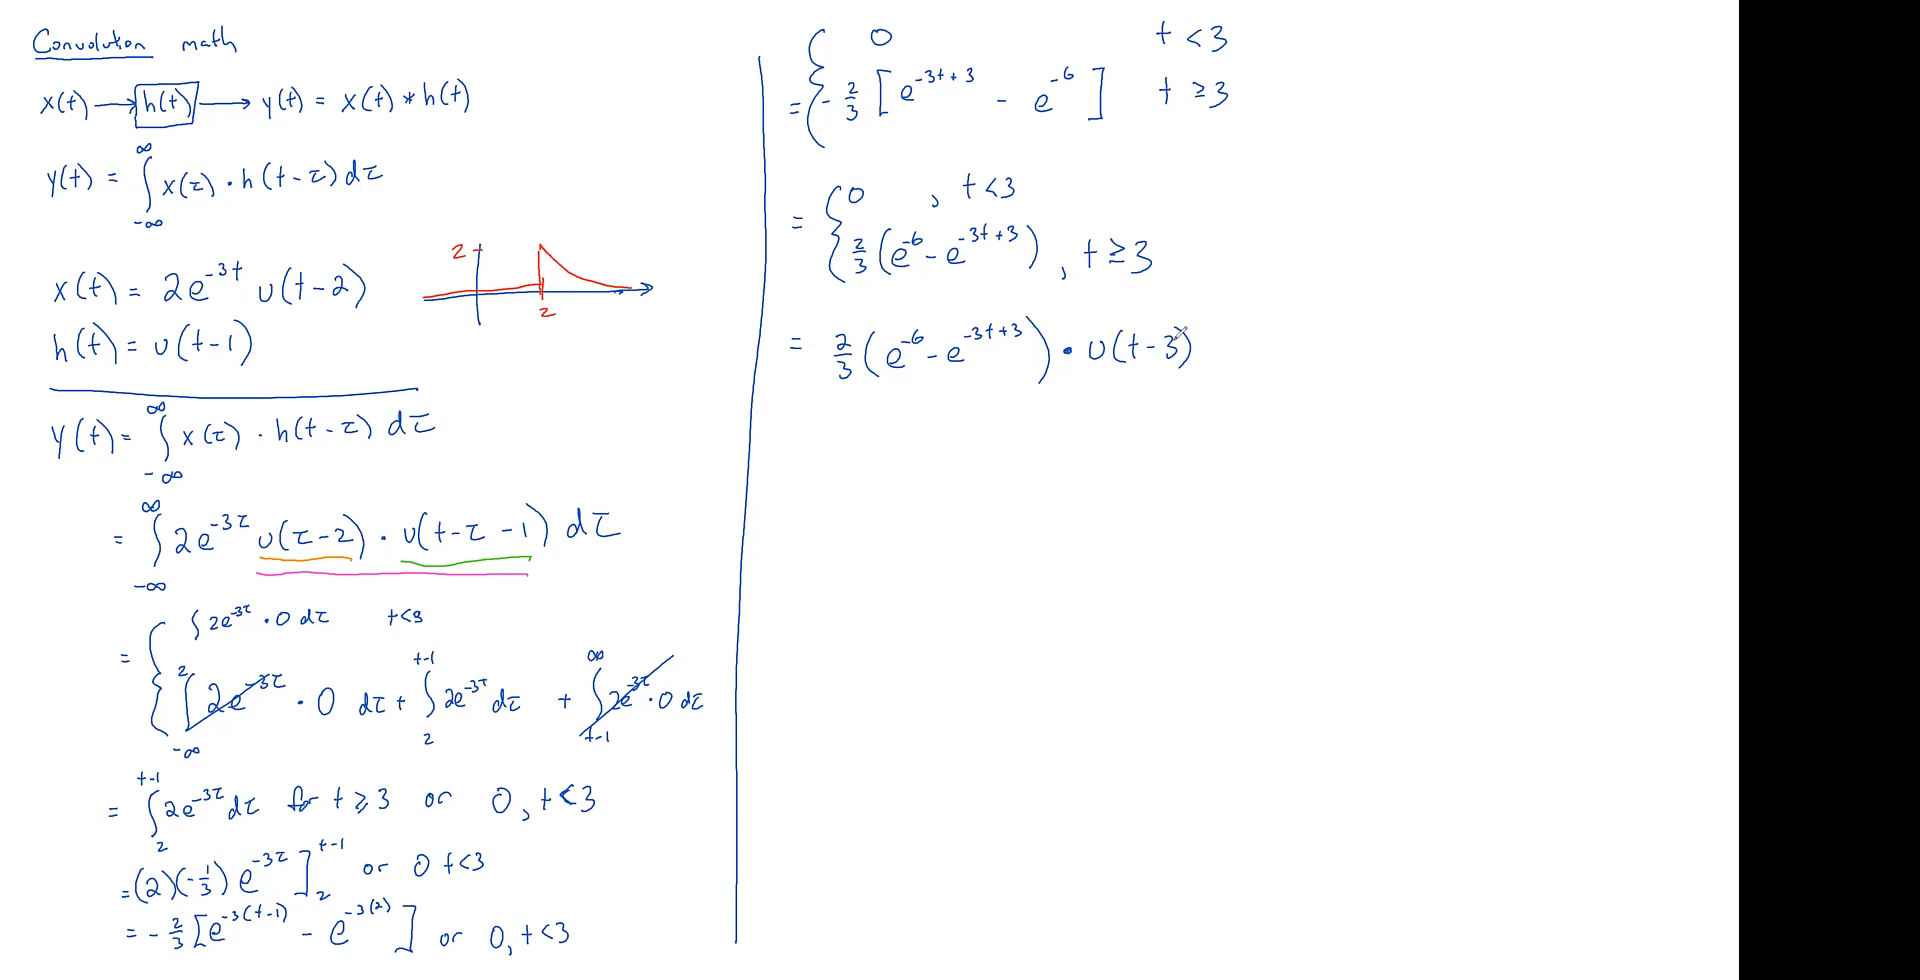 Convolution math
x(t) → h(t) → y(t) = x(t) * h(t)
y(t) = ∫_{-∞}^{∞} x(τ) · h(t-τ) dτ
2
x(t) = 2e^{-3t} u(t-2)
2
h(t) = u(t-1)
y(t) = ∫_{-∞}^{∞} x(τ) · h(t-τ) dτ
= ∫_{-∞}^{∞} 2e^{-3τ} u(τ-2) · u(t-τ-1) dτ
= { ∫ 2e^{-3τ} · 0 dτ t<3
∫_{-∞}^{2} 2e^{-3τ} · 0 dτ + ∫_{2}^{t-1} 2e^{-3τ} dτ + ∫_{t-1}^{∞} 2e^{-3τ} · 0 dτ
= ∫_{2}^{t-1} 2e^{-3τ} dτ for t ≥ 3 or 0, t<3
= (2)(-1/3) e^{-3τ} ]_{2}^{t-1} or 0 t<3
= -2/3 [e^{-3(t-1)} - e^{-3(2)}] or 0, t<3
= { 0 t<3
-2/3 [e^{-3t+3} - e^{-6}] t ≥ 3
= { 0 , t<3
2/3 (e^{-6} - e^{-3t+3}) , t ≥ 3
= 2/3 (e^{-6} - e^{-3t+3}) · u(t-3)